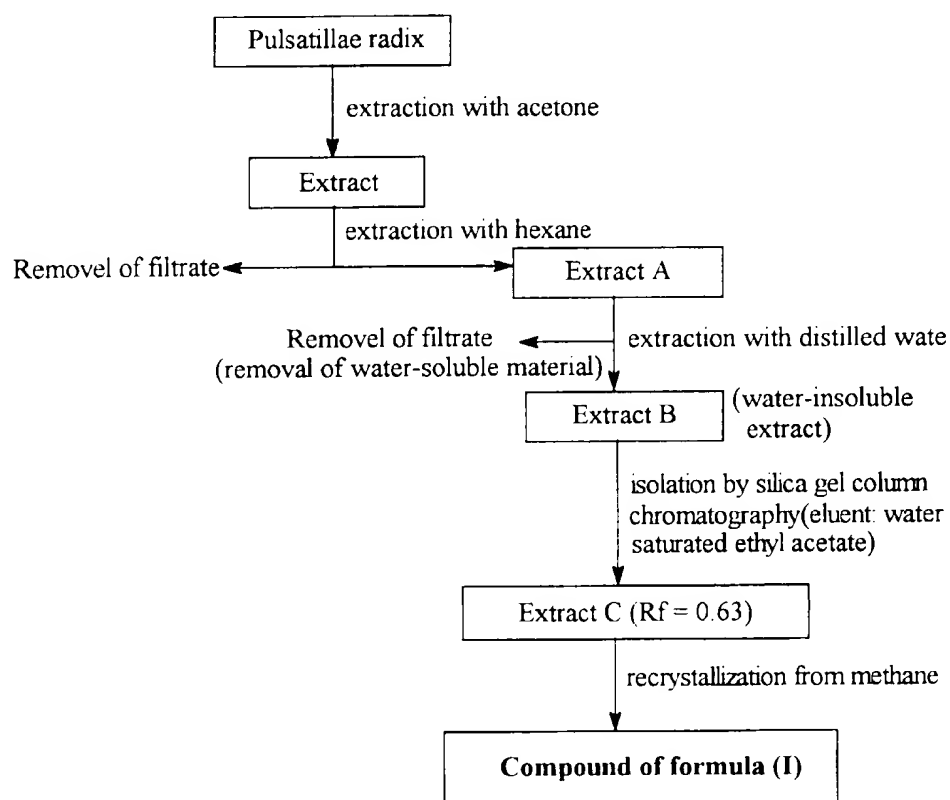 Pulsatillae radix
extraction with acetone
Extract
extraction with hexane
Removel of filtrate
Extract A
Removel of filtrate
(removal of water-soluble material)
extraction with distilled wate
Extract B
(water-insoluble
extract)
isolation by silica gel column
chromatography(eluent: water
saturated ethyl acetate)
Extract C (Rf = 0.63)
recrystallization from methane
Compound of formula (I)